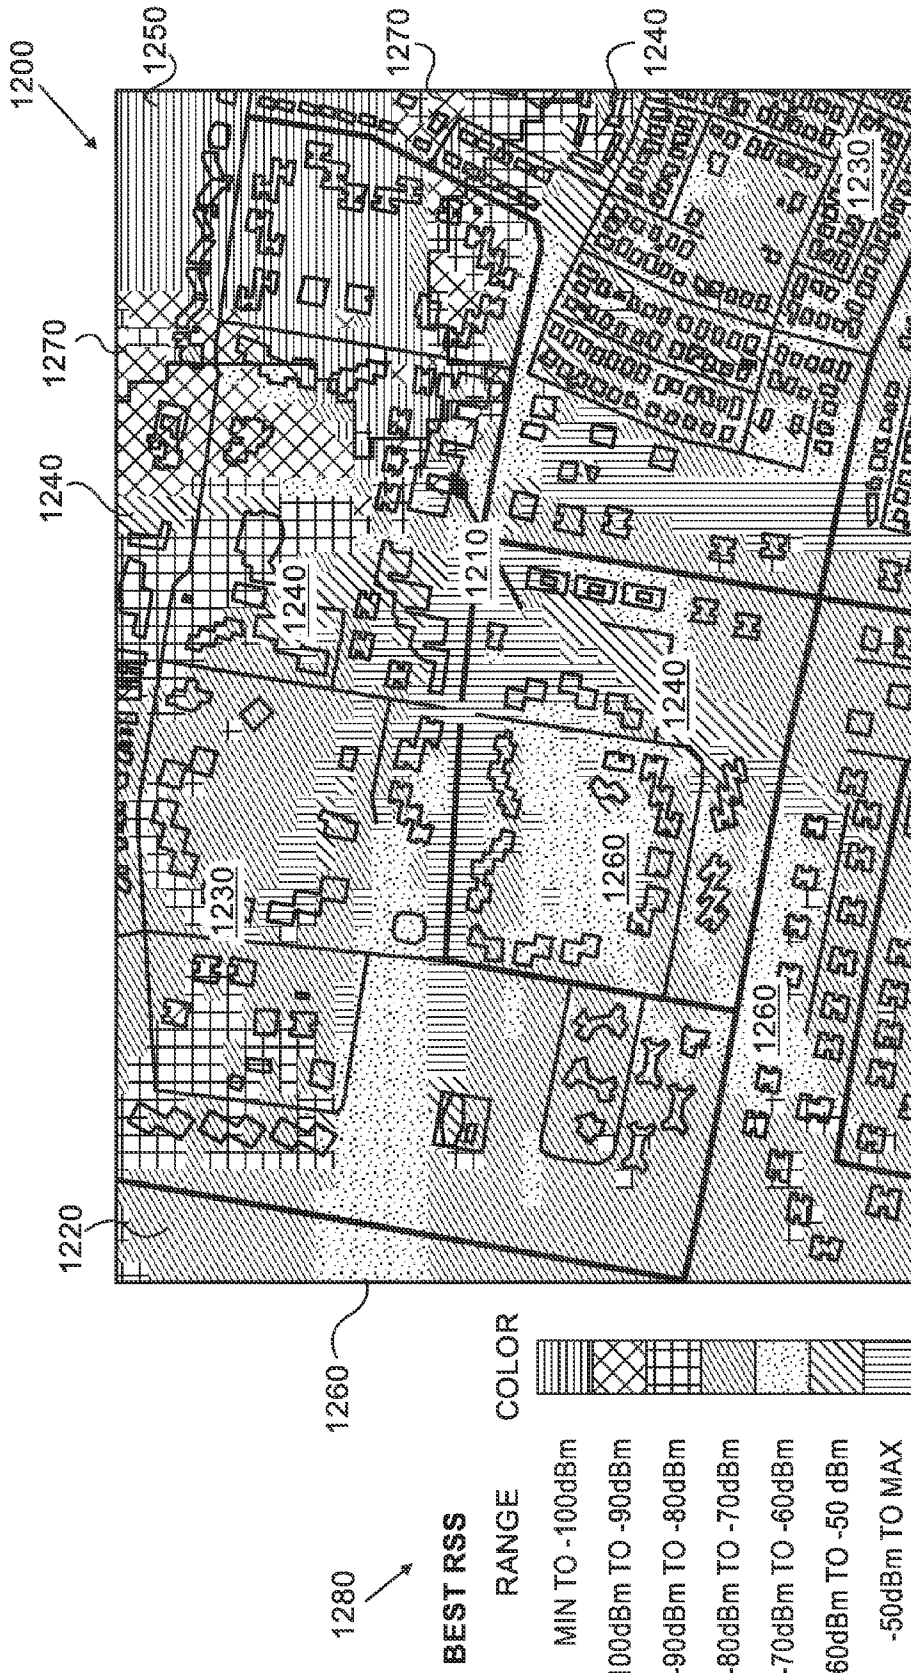 1200
1250
1270
1240
1270
1240
1230
1240
1210
1240
1230
1260
1260
1220
1260
1280
BEST RSS
RANGE
COLOR
MIN TO -100dBm
100dBm TO -90dBm
-90dBm TO -80dBm
-80dBm TO -70dBm
-70dBm TO -60dBm
60dBm TO -50 dBm
-50dBm TO MAX